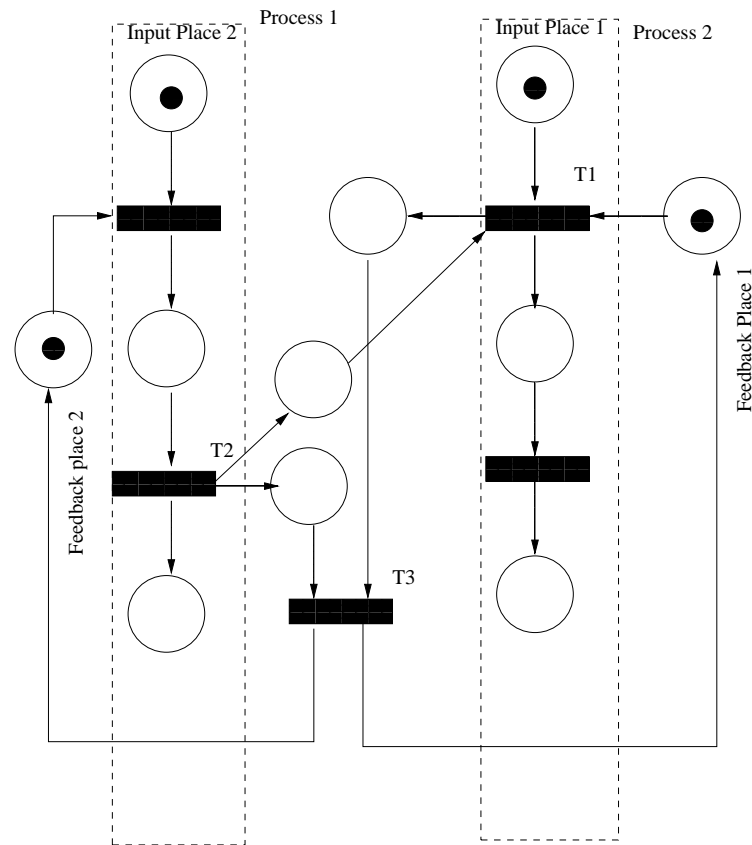 Process 1
Input Place 2
Input Place 1
Process 2
T1
Feedback Place 1
T2
Feedback place 2
T3